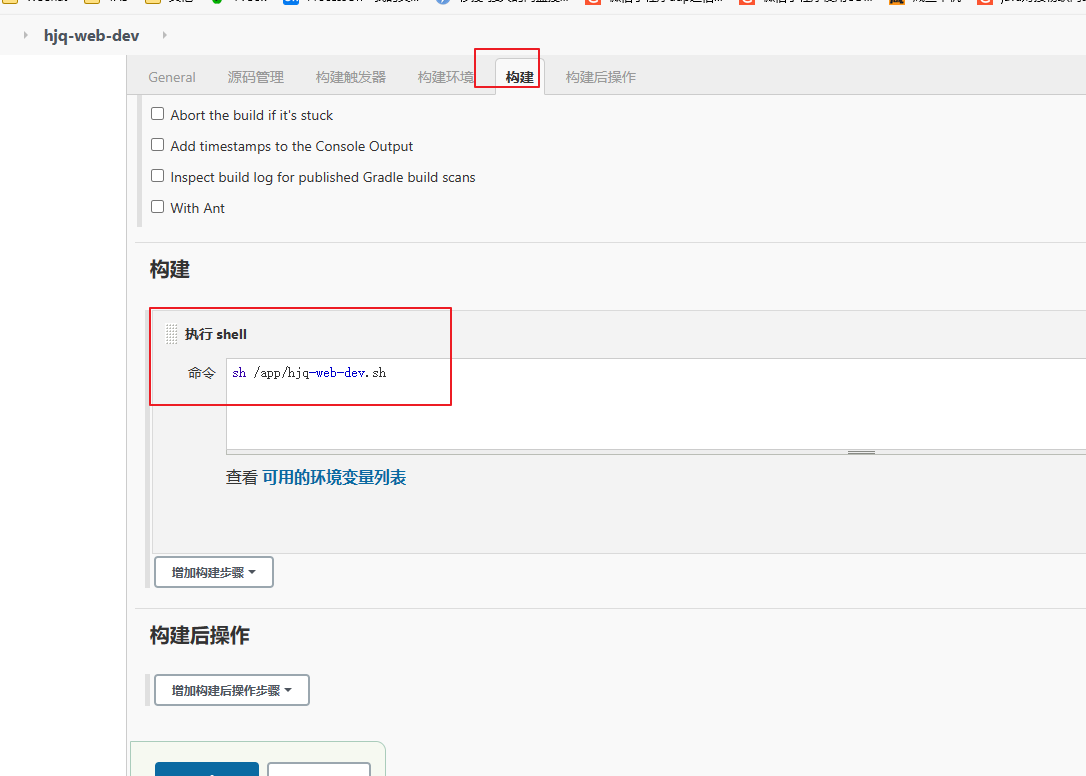 hjq-web-dev
General 源码管理 构建触发器 构建环境 构建 构建后操作
Abort the build if it's stuck
Add timestamps to the Console Output
Inspect build log for published Gradle build scans
With Ant
构建
执行 shell
命令 sh /app/hjq-web-dev.sh
查看 可用的环境变量列表
增加构建步骤
构建后操作
增加构建后操作步骤